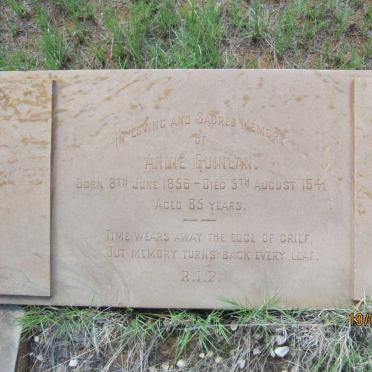 IN LOVING AND SACRED MEMORY
OF
ANNIE QUINLAN.
BORN 8TH JUNE 1856 - DIED 5TH AUGUST 1941
AGED 85 YEARS.
TIME WEARS AWAY THE EDGE OF GRIEF,
BUT MEMORY TURNS BACK EVERY LEAF.
R.I.P.